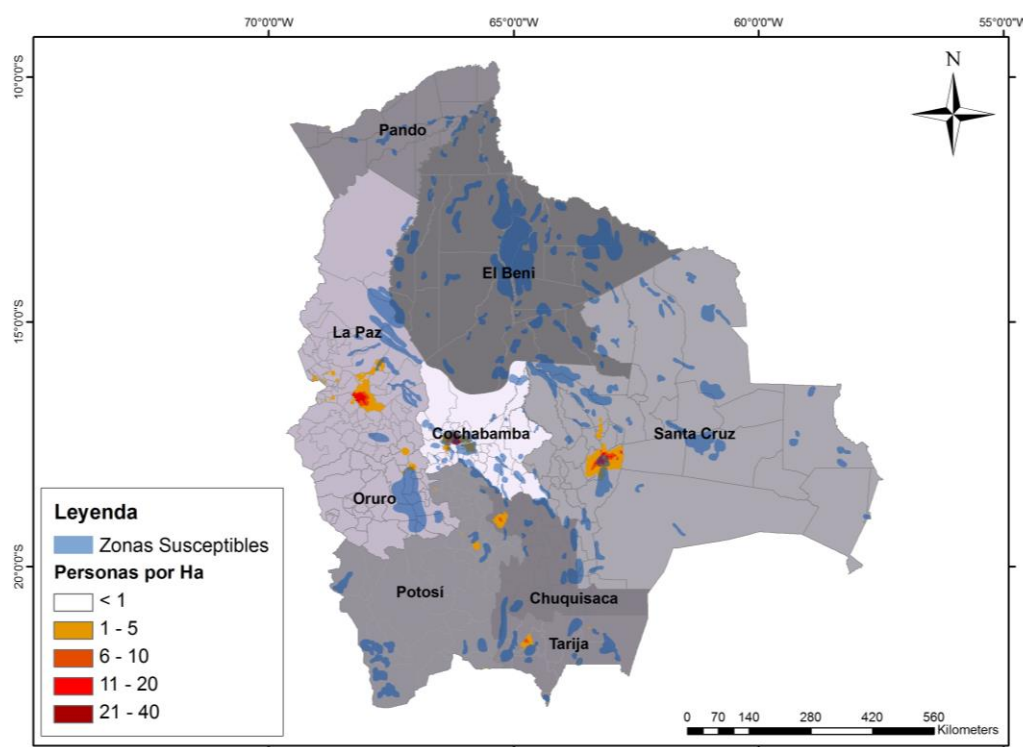 70°0'0"W
65°0'0"W
60°0'0"W
55°0'0"W
10°0'0"S
15°0'0"S
20°0'0"S
N
Pando
El Beni
La Paz
Cochabamba
Santa Cruz
Oruro
Potosí
Chuquisaca
Tarija
Leyenda
Zonas Susceptibles
Personas por Ha
< 1
1 - 5
6 - 10
11 - 20
21 - 40
0 70 140 280 420 560
Kilometers